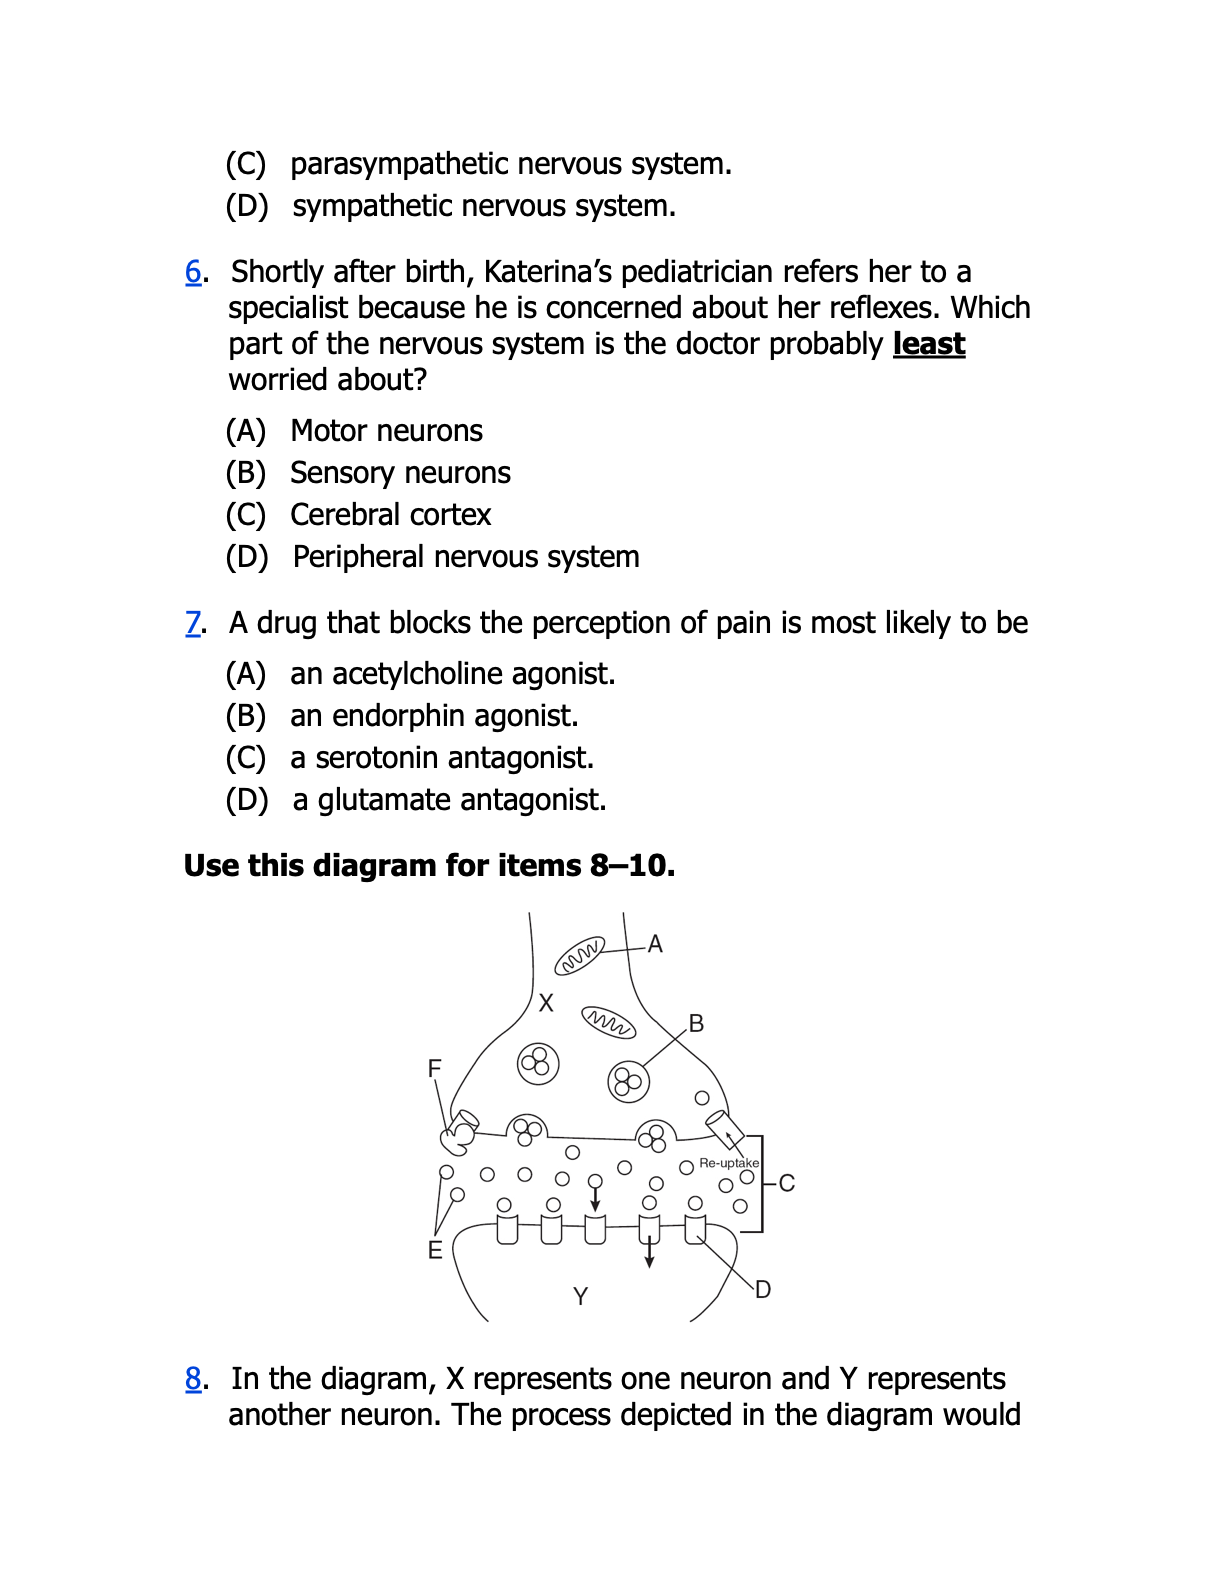 (C) parasympathetic nervous system.
(D) sympathetic nervous system.
6. Shortly after birth, Katerina’s pediatrician refers her to a
specialist because he is concerned about her reflexes. Which
part of the nervous system is the doctor probably least
worried about?
(A) Motor neurons
(B) Sensory neurons
(C) Cerebral cortex
(D) Peripheral nervous system
7. A drug that blocks the perception of pain is most likely to be
(A) an acetylcholine agonist.
(B) an endorphin agonist.
(C) a serotonin antagonist.
(D) a glutamate antagonist.
Use this diagram for items 8–10.
A
X
B
F
Re-uptake
C
E
D
Y
8. In the diagram, X represents one neuron and Y represents
another neuron. The process depicted in the diagram would